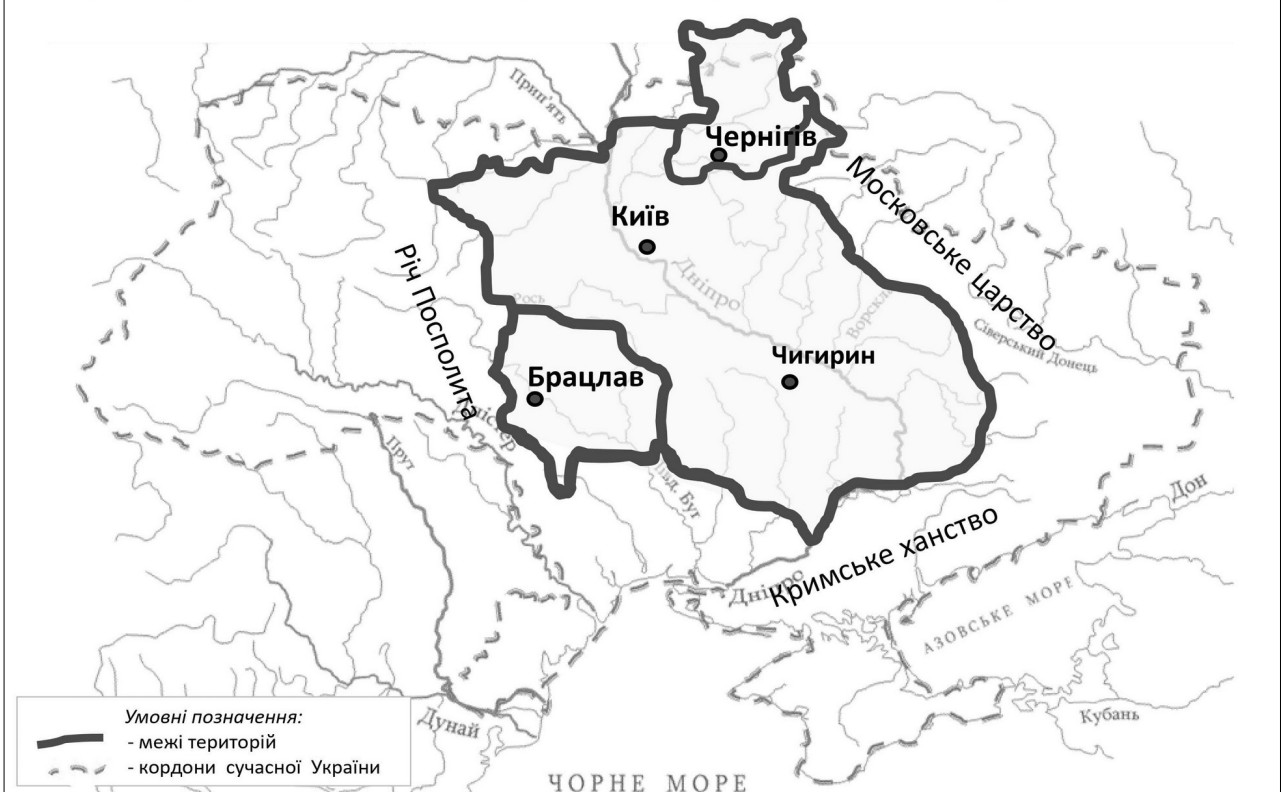 Прип'ять
Чернігів
Московське царство
Київ
Річ Посполита
Дніпро
Рось
Ворскла
Сіверський Донець
Чигирин
Брацлав
Дністер
Прут
Півд. Буг
Дон
Кримське ханство
Дніпро
АЗОВСЬКЕ МОРЕ
Умовні позначення:
- межі територій
- кордони сучасної України
Дунай
Кубань
ЧОРНЕ МОРЕ